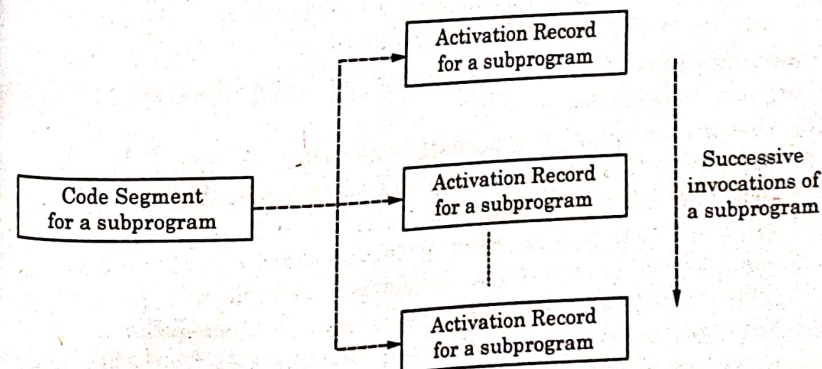 Activation Record
for a subprogram
Code Segment
for a subprogram
Activation Record
for a subprogram
Successive
invocations of
a subprogram
Activation Record
for a subprogram